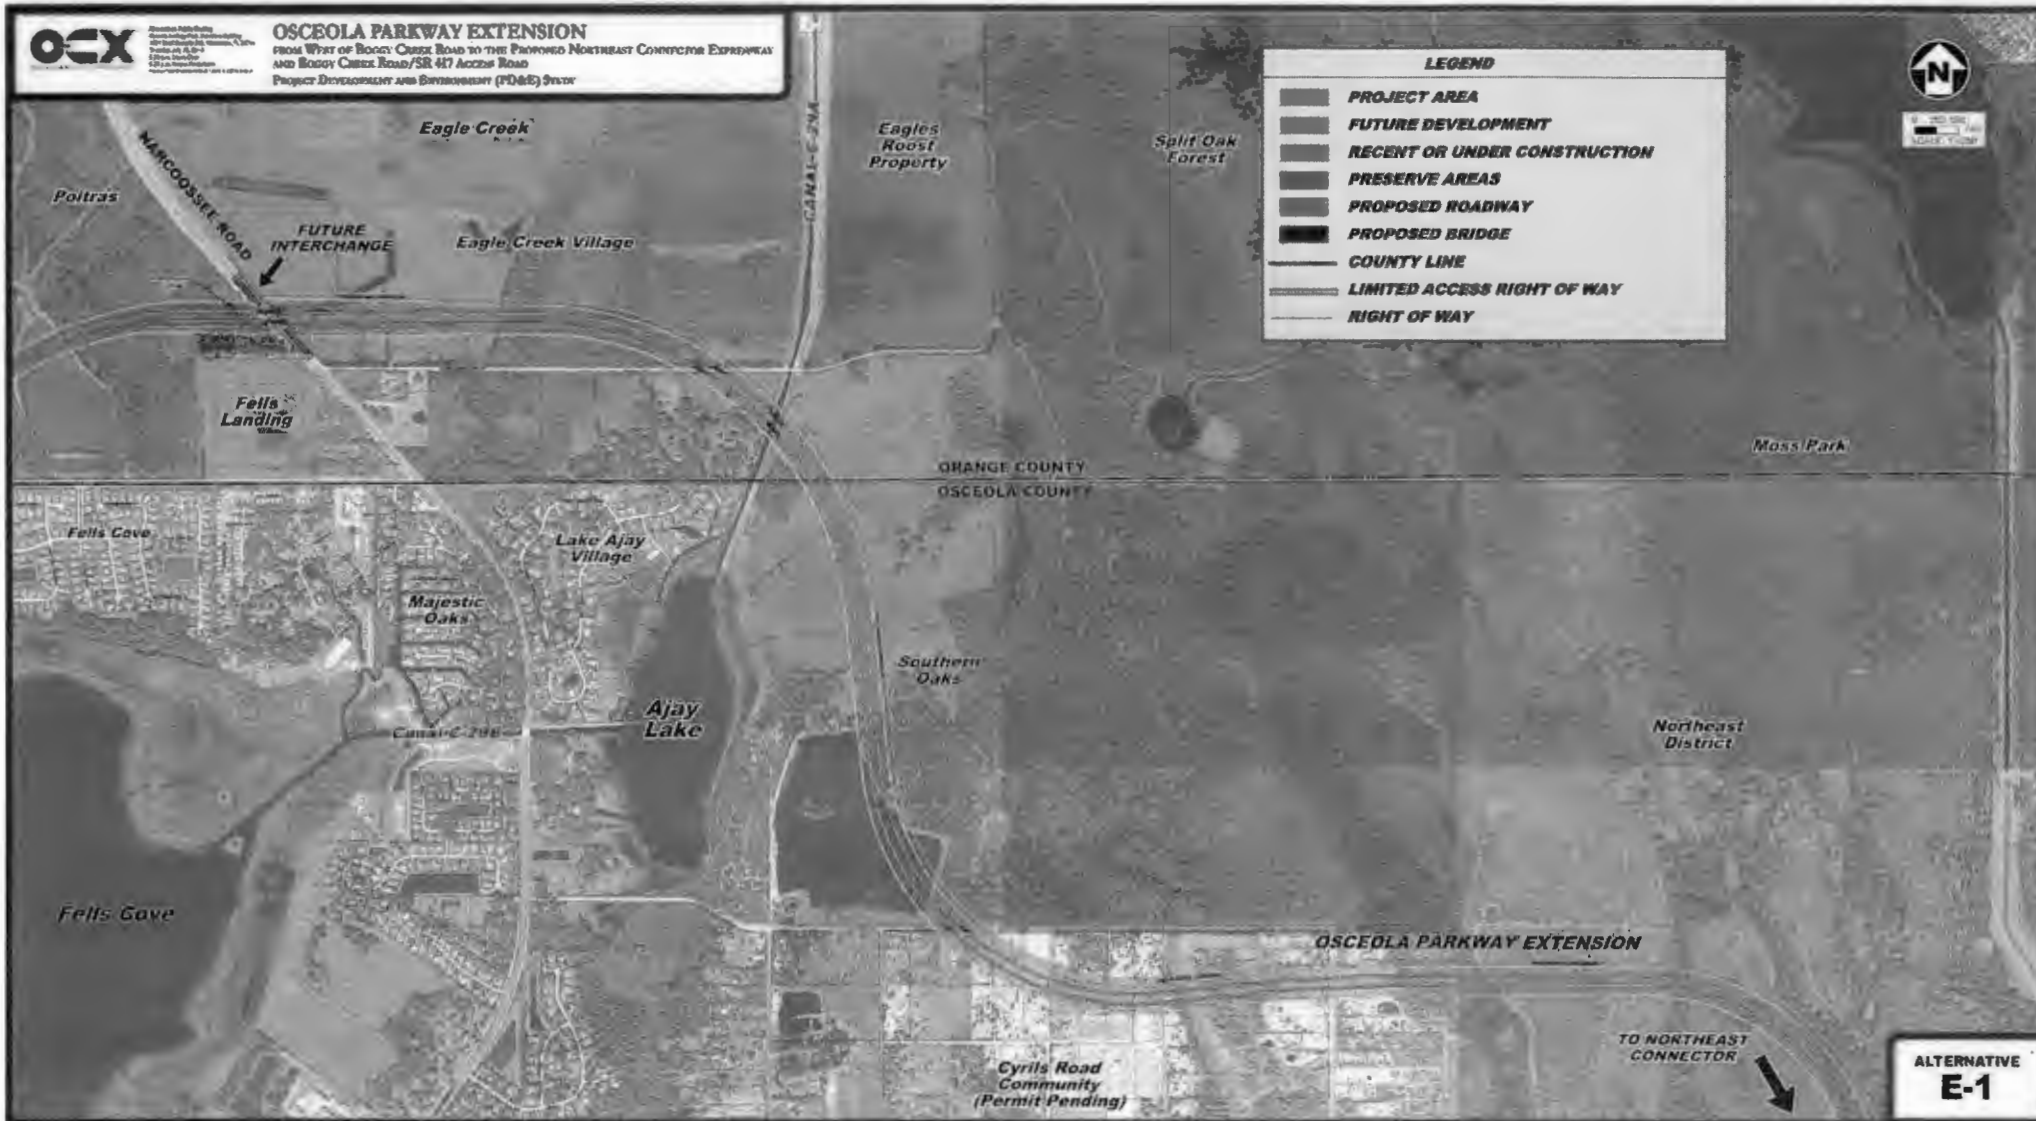 OCX
OSCEOLA PARKWAY EXTENSION
FROM WEST OF BOGGY CREEK ROAD TO THE PROPOSED NORTHEAST CONNECTOR EXPRESSWAY
AND BOGGY CREEK ROAD/SR 417 ACCESS ROAD
PROJECT DEVELOPMENT AND ENVIRONMENT (PD&E) STUDY
LEGEND
PROJECT AREA
FUTURE DEVELOPMENT
RECENT OR UNDER CONSTRUCTION
PRESERVE AREAS
PROPOSED ROADWAY
PROPOSED BRIDGE
COUNTY LINE
LIMITED ACCESS RIGHT OF WAY
RIGHT OF WAY
N
Eagle Creek
Eagles
Roost
Property
Split Oak
Forest
CANAL-C-29A
NARCOOSSEE ROAD
Poitras
FUTURE
INTERCHANGE
Eagle Creek Village
Fells
Landing
Moss Park
ORANGE COUNTY
OSCEOLA COUNTY
Fells Cove
Lake Ajay
Village
Majestic
Oaks
Southern
Oaks
Ajay
Lake
Canal-C-29B
Northeast
District
Fells Cove
OSCEOLA PARKWAY EXTENSION
TO NORTHEAST
CONNECTOR
Cyrils Road
Community
(Permit Pending)
ALTERNATIVE
E-1